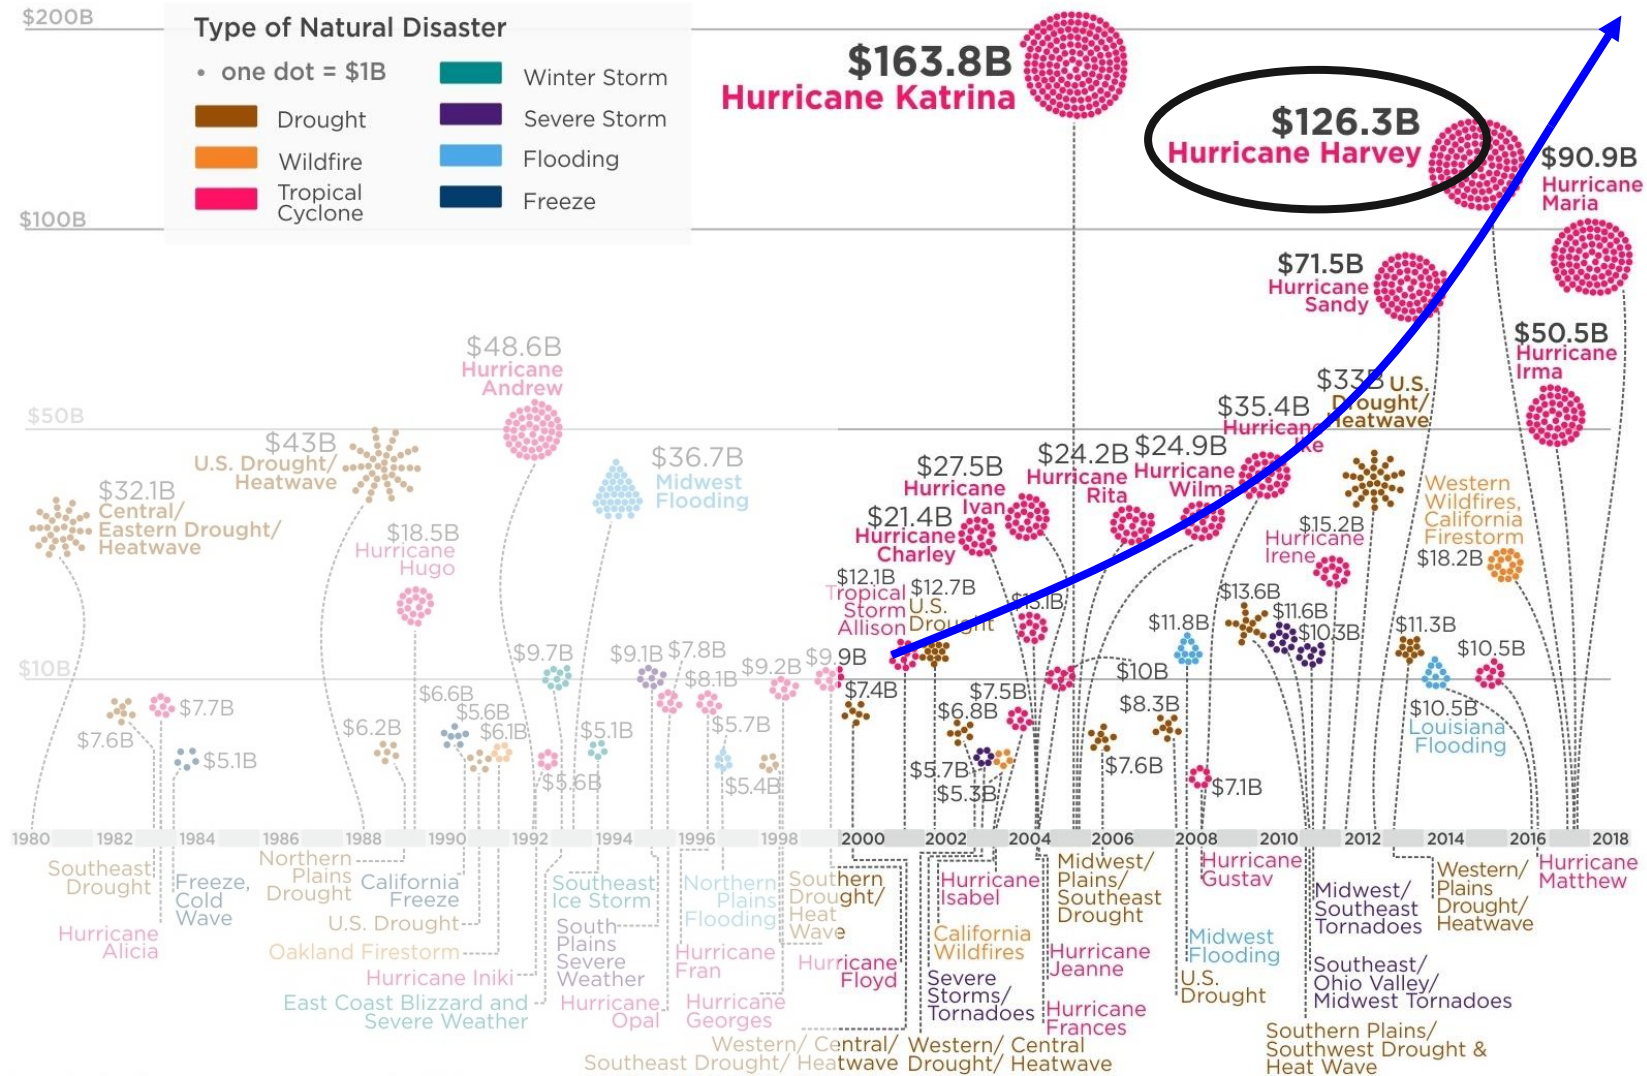 $200B
Type of Natural Disaster
one dot = $1B
Drought
Wildfire
Tropical
Cyclone
Winter Storm
Severe Storm
Flooding
Freeze
$163.8B
Hurricane Katrina
$126.3B
Hurricane Harvey
$90.9B
Hurricane
Maria
$100B
$71.5B
Hurricane
Sandy
$50.5B
Hurricane
Irma
$48.6B
Hurricane
Andrew
$33B U.S.
Drought/
Heatwave
$35.4B
Hurricane
Ike
$50B
$43B
U.S. Drought/
Heatwave
$36.7B
Midwest
Flooding
$24.2B
Hurricane
Rita
$24.9B
Hurricane
Wilma
$27.5B
Hurricane
Ivan
$32.1B
Central/
Eastern Drought/
Heatwave
$21.4B
Hurricane
Charley
Western
Wildfires,
California
Firestorm
$18.2B
$18.5B
Hurricane
Hugo
$15.2B
Hurricane
Irene
$12.1B
Tropical
Storm
Allison
$12.7B
U.S.
Drought
$13.1B
$13.6B
$11.6B
$10.3B
$11.8B
$11.3B
$10.5B
$10B
$9.7B
$9.1B
$7.8B
$8.1B
$9.2B
$9.9B
$10B
$7.4B
$7.5B
$6.8B
$8.3B
$10.5B
Louisiana
Flooding
$7.6B
$7.7B
$5.1B
$6.2B
$6.6B
$5.6B
$6.1B
$5.6B
$5.1B
$5.7B
$5.4B
$5.7B
$5.3B
$7.6B
$7.1B
1980 1982 1984 1986 1988 1990 1992 1994 1996 1998 2000 2002 2004 2006 2008 2010 2012 2014 2016 2018
Southeast
Drought
Hurricane
Alicia
Freeze,
Cold
Wave
Northern
Plains
Drought
California
Freeze
U.S. Drought
Oakland Firestorm
Hurricane Iniki
East Coast Blizzard and
Severe Weather
Southeast
Ice Storm
South
Plains
Severe
Weather
Hurricane
Opal
Northern
Plains
Flooding
Hurricane
Fran
Hurricane
Georges
Southern
Drought/
Heat
Wave
Hurricane
Floyd
Western/ Central/
Southeast Drought/ Heatwave
Western/ Central
Drought/ Heatwave
Hurricane
Isabel
California
Wildfires
Severe
Storms/
Tornadoes
Midwest/
Plains/
Southeast
Drought
Hurricane
Jeanne
Hurricane
Frances
Hurricane
Gustav
Midwest
Flooding
U.S.
Drought
Midwest/
Southeast
Tornadoes
Southeast/
Ohio Valley/
Midwest Tornadoes
Southern Plains/
Southwest Drought &
Heat Wave
Western/
Plains
Drought/
Heatwave
Hurricane
Matthew